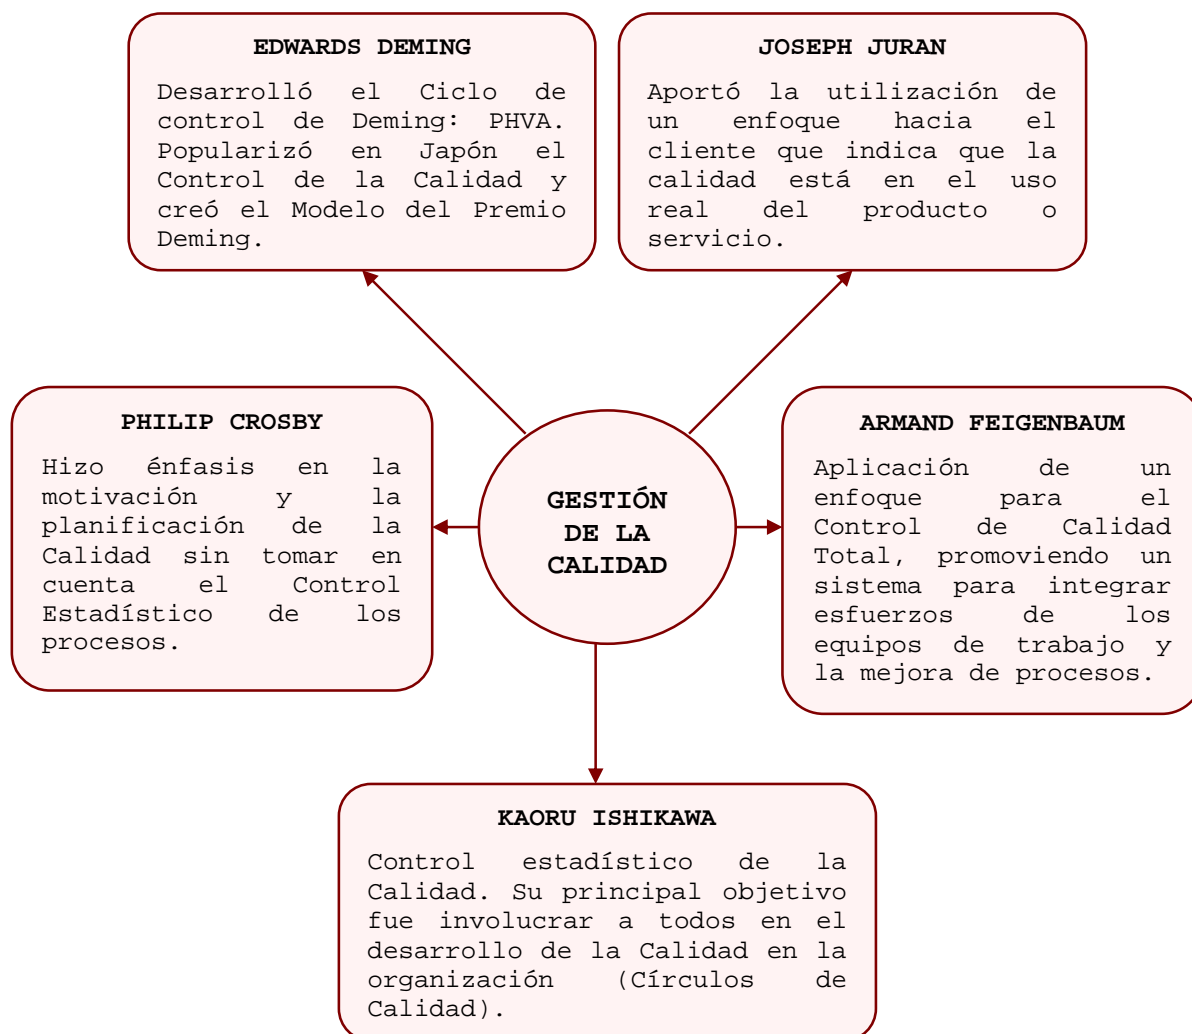 EDWARDS DEMING
Desarrolló el Ciclo de
control de Deming: PHVA.
Popularizó en Japón el
Control de la Calidad y
creó el Modelo del Premio
Deming.
JOSEPH JURAN
Aportó la utilización de
un enfoque hacia el
cliente que indica que la
calidad está en el uso
real del producto o
servicio.
PHILIP CROSBY
Hizo énfasis en la
motivación y la
planificación de la
Calidad sin tomar en
cuenta el Control
Estadístico de los
procesos.
GESTIÓN
DE LA
CALIDAD
ARMAND FEIGENBAUM
Aplicación de un
enfoque para el
Control de Calidad
Total, promoviendo un
sistema para integrar
esfuerzos de los
equipos de trabajo y
la mejora de procesos.
KAORU ISHIKAWA
Control estadístico de la
Calidad. Su principal objetivo
fue involucrar a todos en el
desarrollo de la Calidad en la
organización (Círculos de
Calidad).